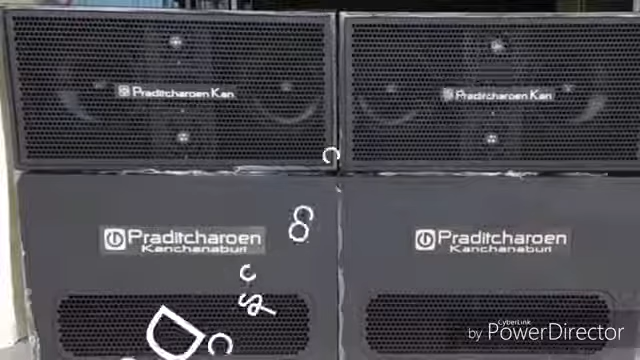 Praditcharoen Kan
Praditcharoen Kan
Praditcharoen
Kanchanaburi
Praditcharoen
Kanchanaburi
CyberLink
by PowerDirector